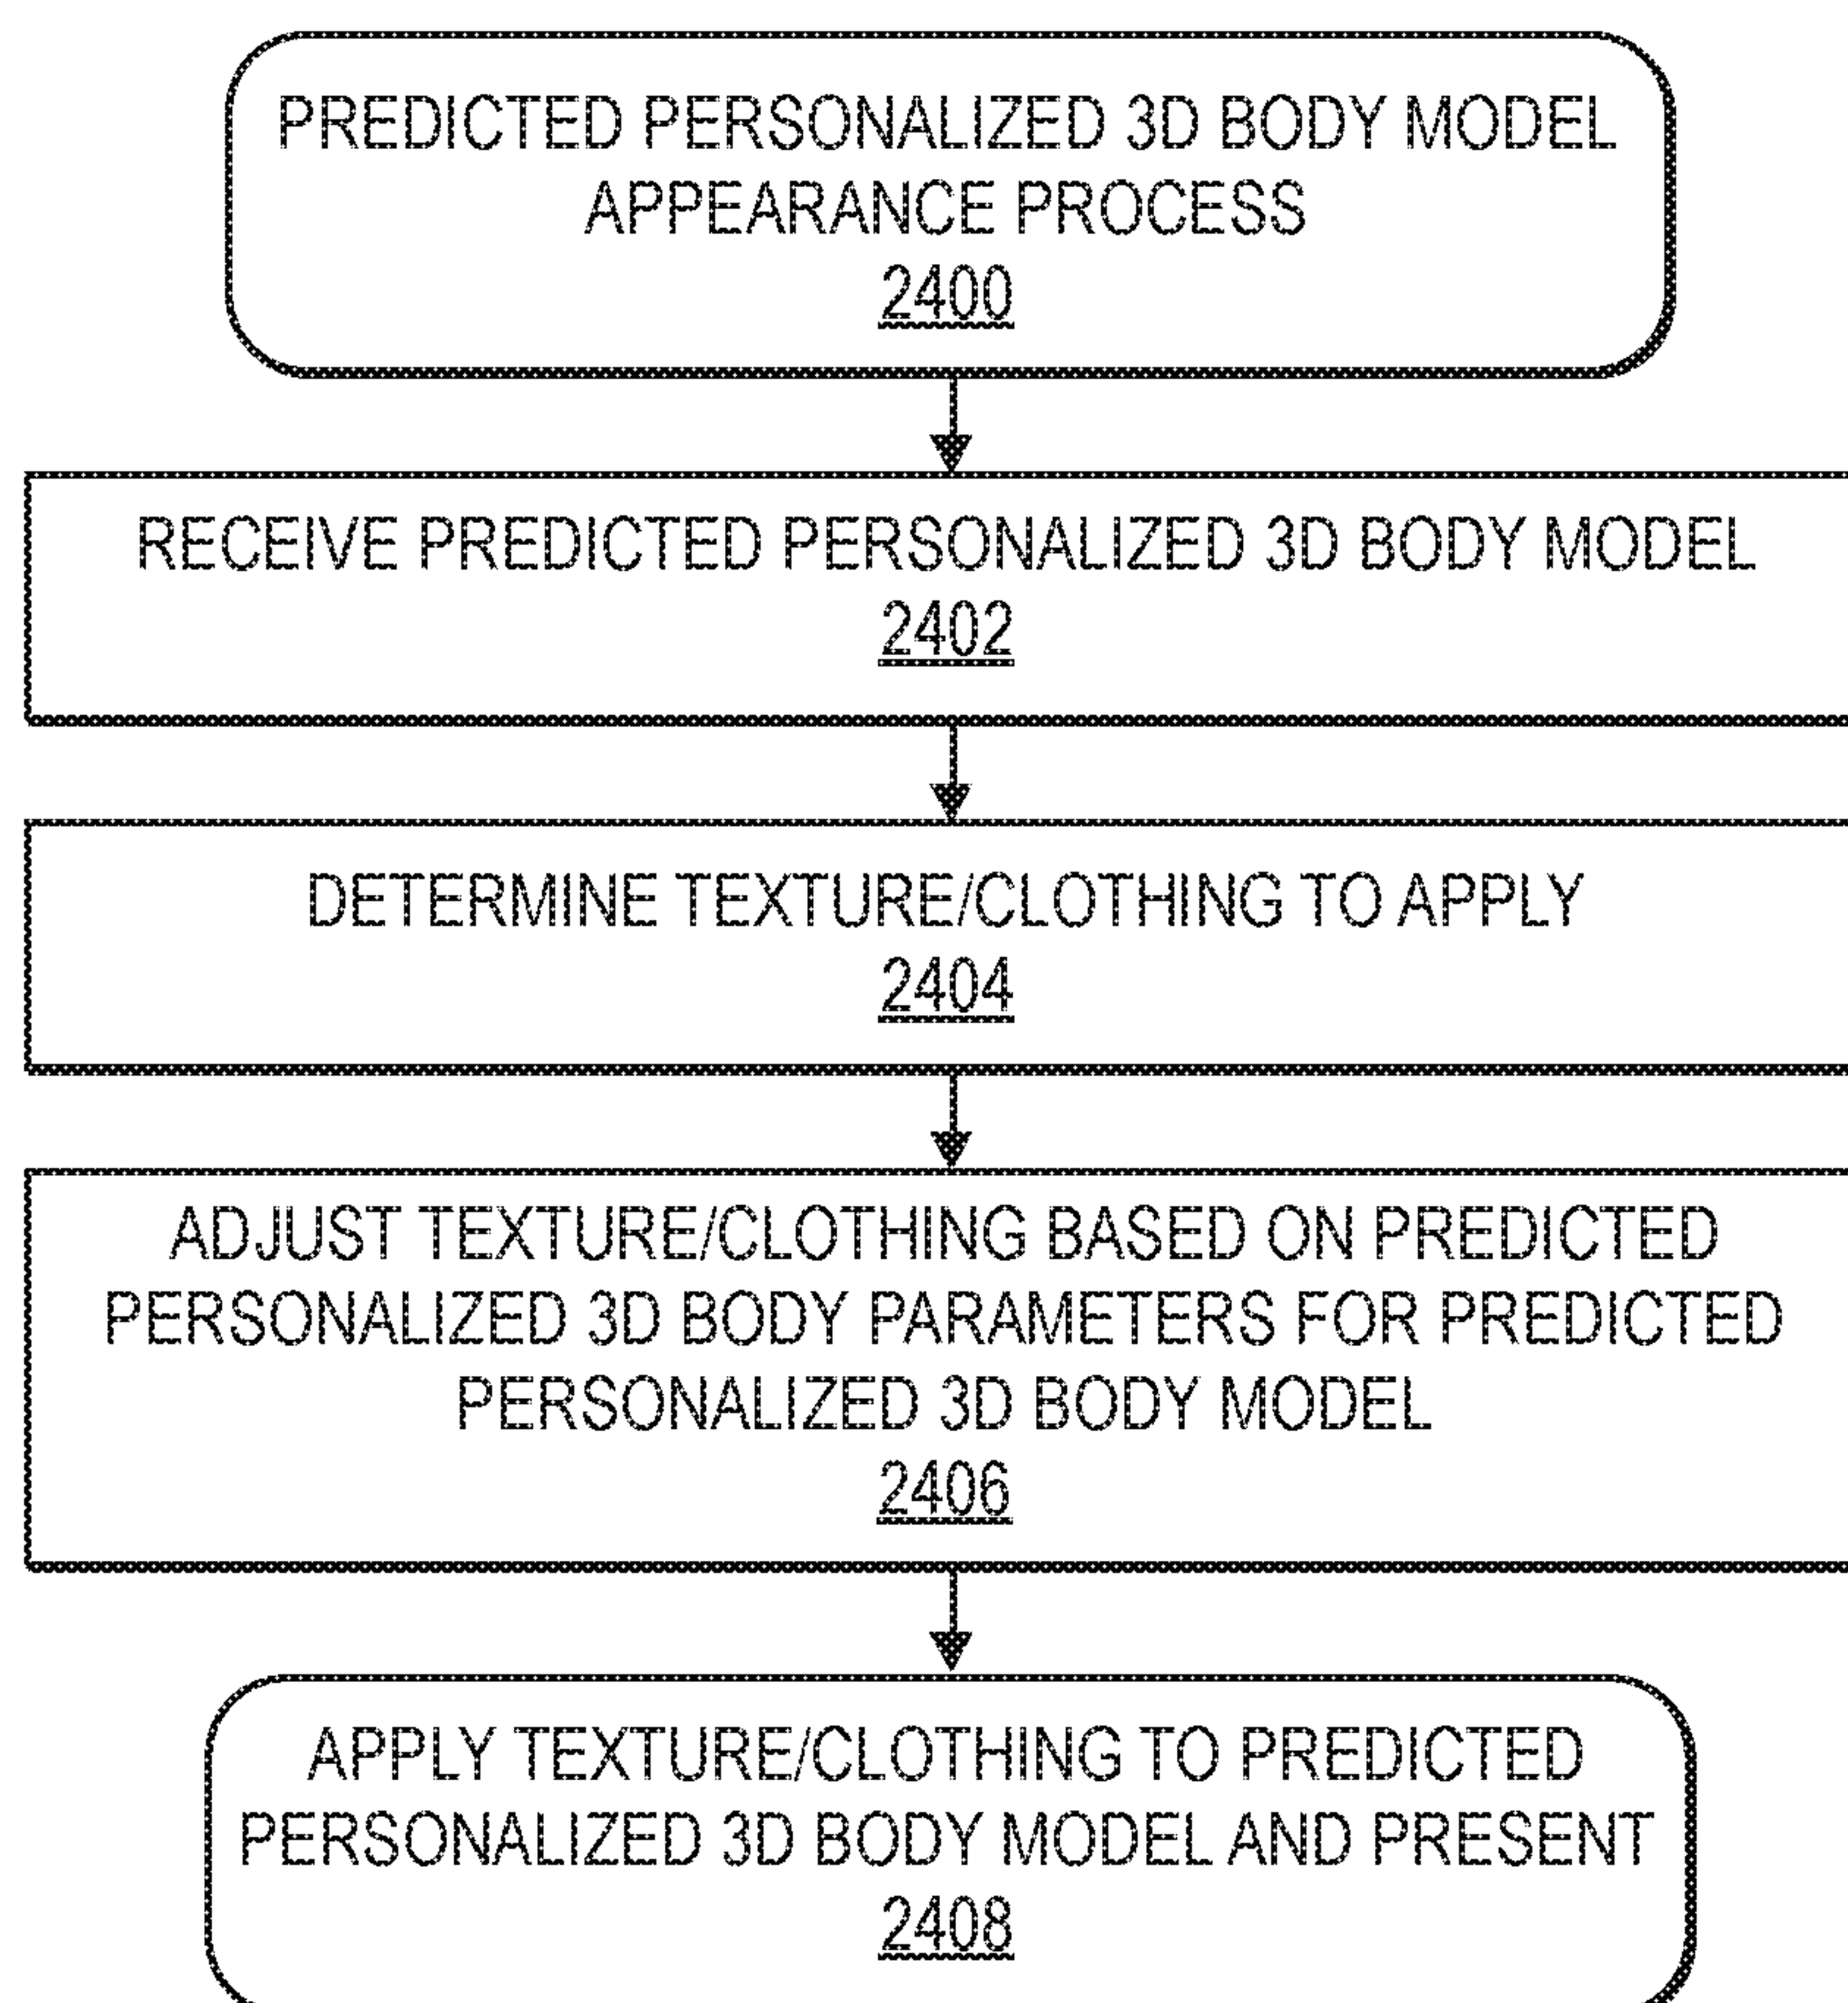 PREDICTED PERSONALIZED 3D BODY MODEL
APPEARANCE PROCESS
2400
RECEIVE PREDICTED PERSONALIZED 3D BODY MODEL
2402
DETERMINE TEXTURE/CLOTHING TO APPLY
2404
ADJUST TEXTURE/CLOTHING BASED ON PREDICTED
PERSONALIZED 3D BODY PARAMETERS FOR PREDICTED
PERSONALIZED 3D BODY MODEL
2406
APPLY TEXTURE/CLOTHING TO PREDICTED
PERSONALIZED 3D BODY MODEL AND PRESENT
2408